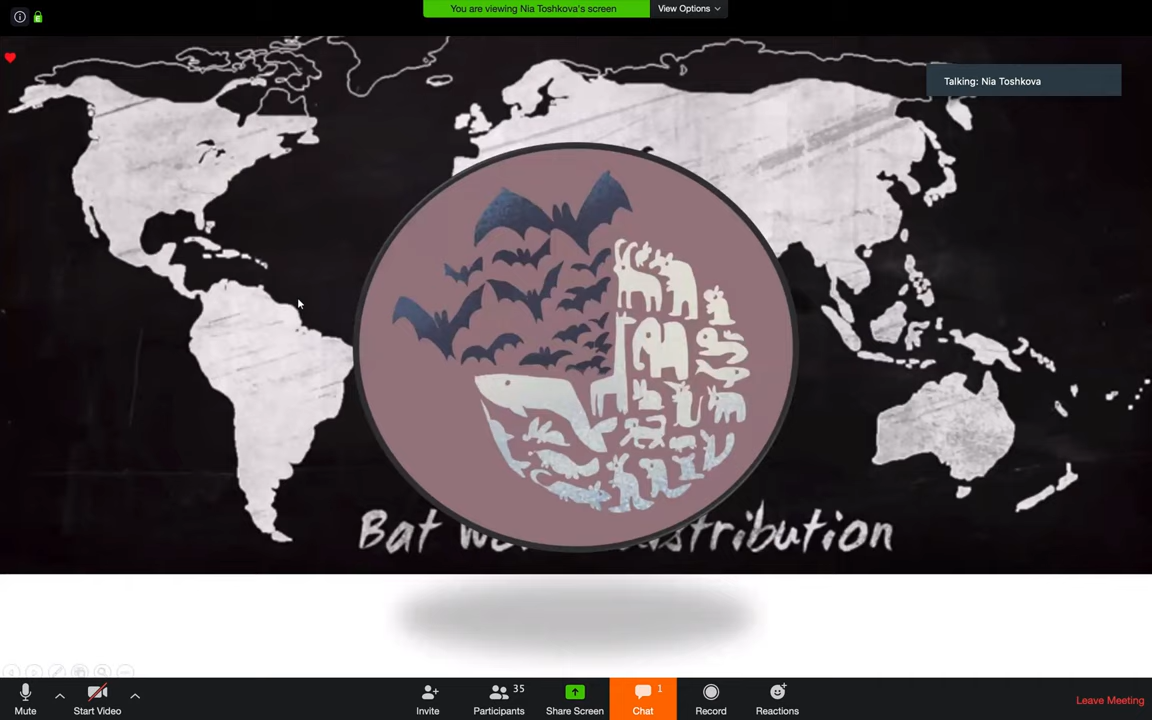 You are viewing Nia Toshkova's screen
View Options
Talking: Nia Toshkova
Bat distribution
Mute
Start Video
Invite
Participants
35
Share Screen
Chat
1
Record
Reactions
Leave Meeting